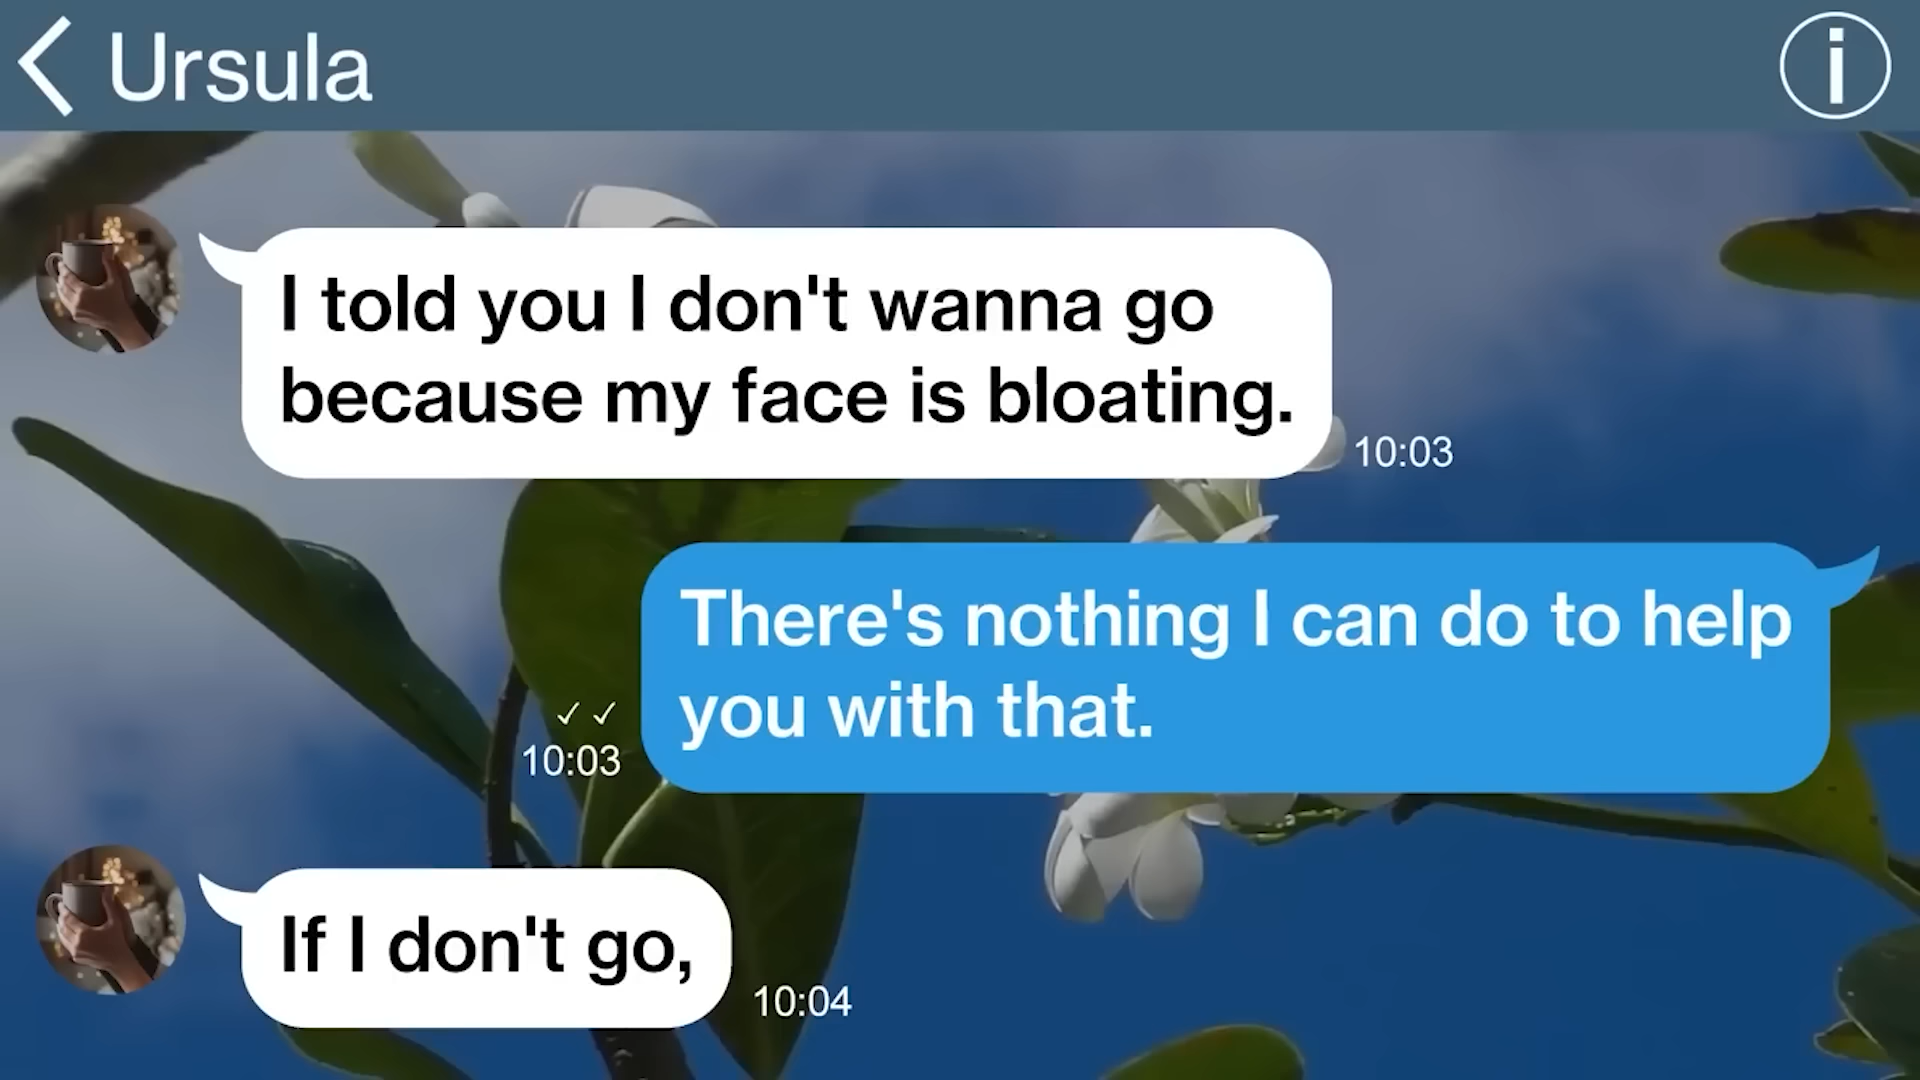 Ursula
I told you I don't wanna go
because my face is bloating.
10:03
There's nothing I can do to help
you with that.
✓✓
10:03
If I don't go,
10:04